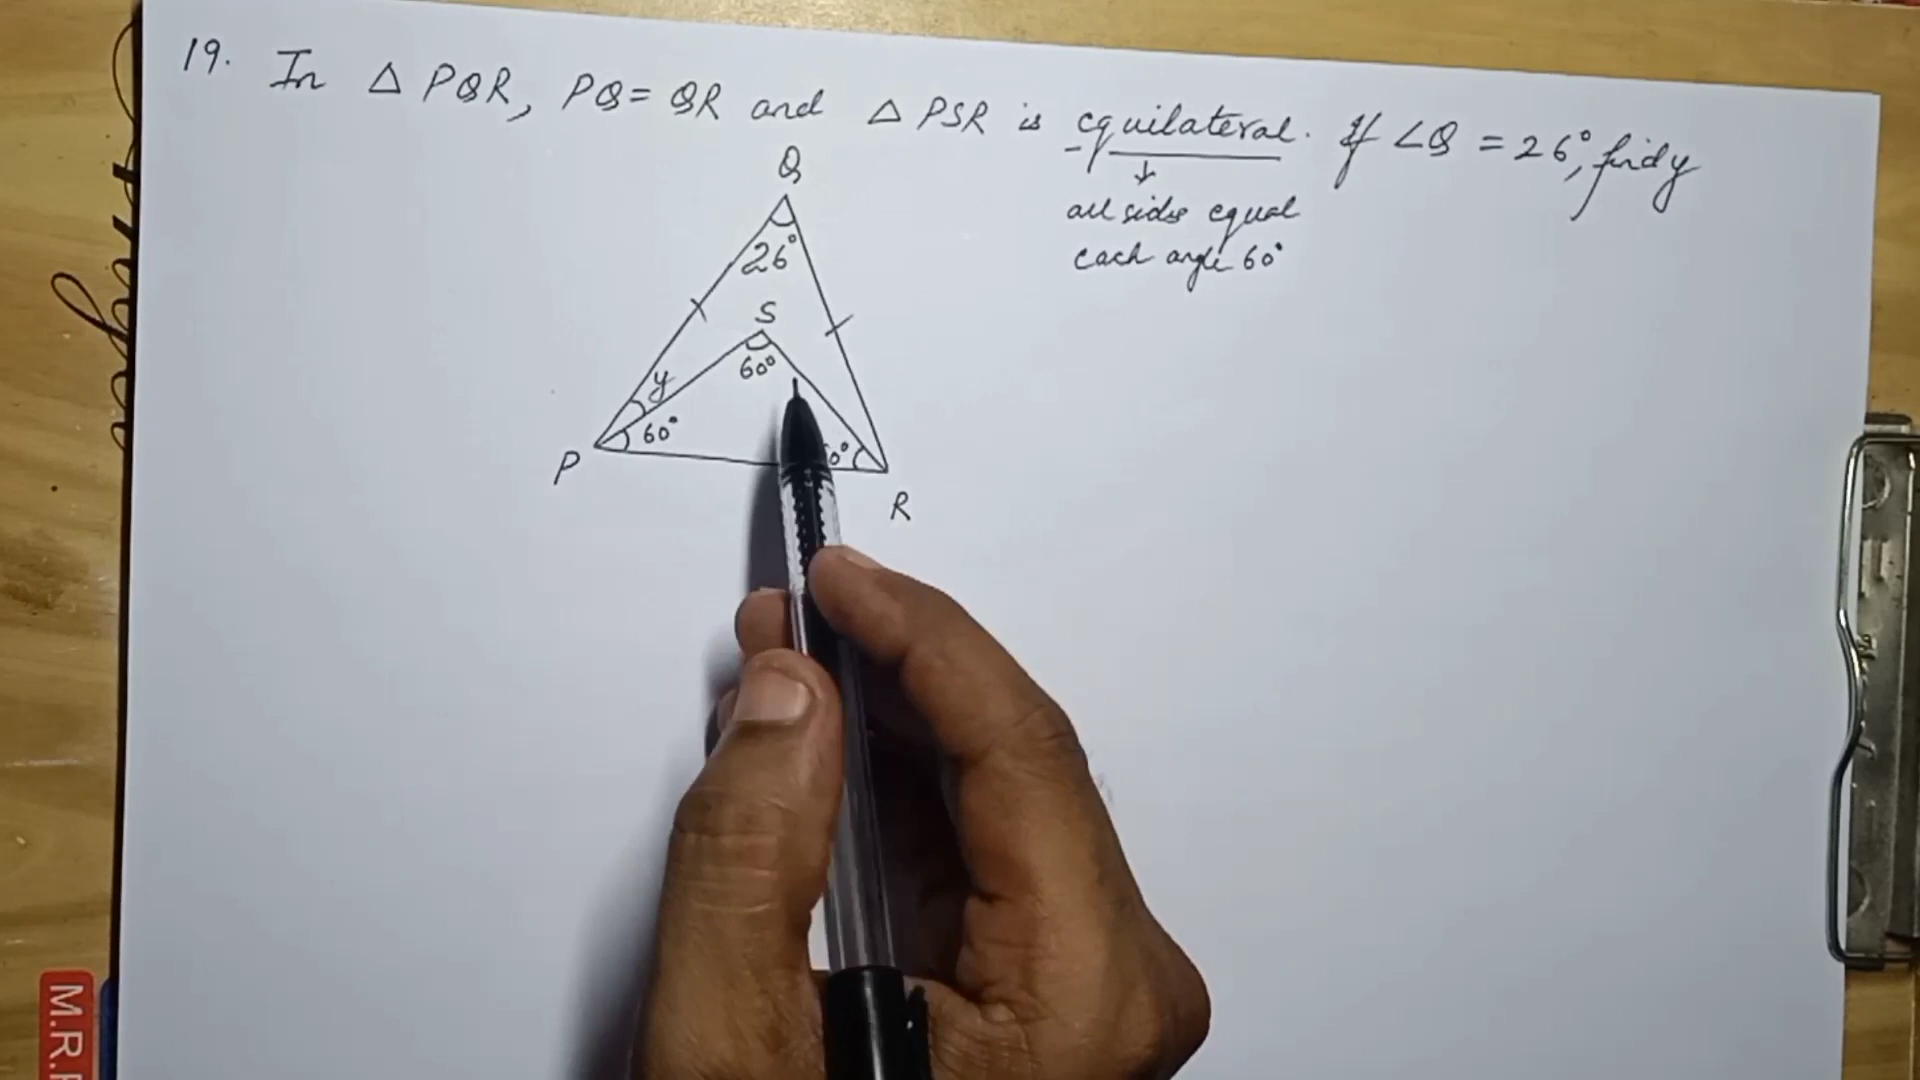 19. In △ PQR, PQ = QR and △ PSR is equilateral. If ∠Q = 26°, find y
↓
all sides equal
each angle 60°
Q
26°
S
60°
y
60°
0°
P
R
M.R.